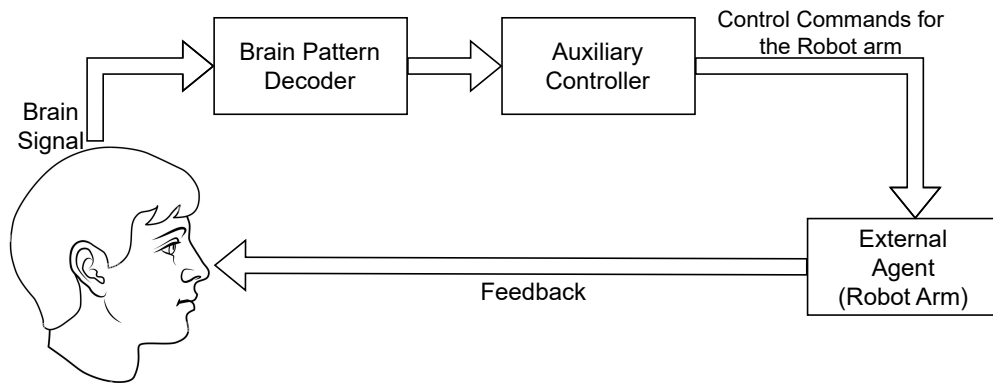 Brain Pattern
Decoder
Auxiliary
Controller
Control Commands for
the Robot arm
Brain
Signal
External
Agent
(Robot Arm)
Feedback